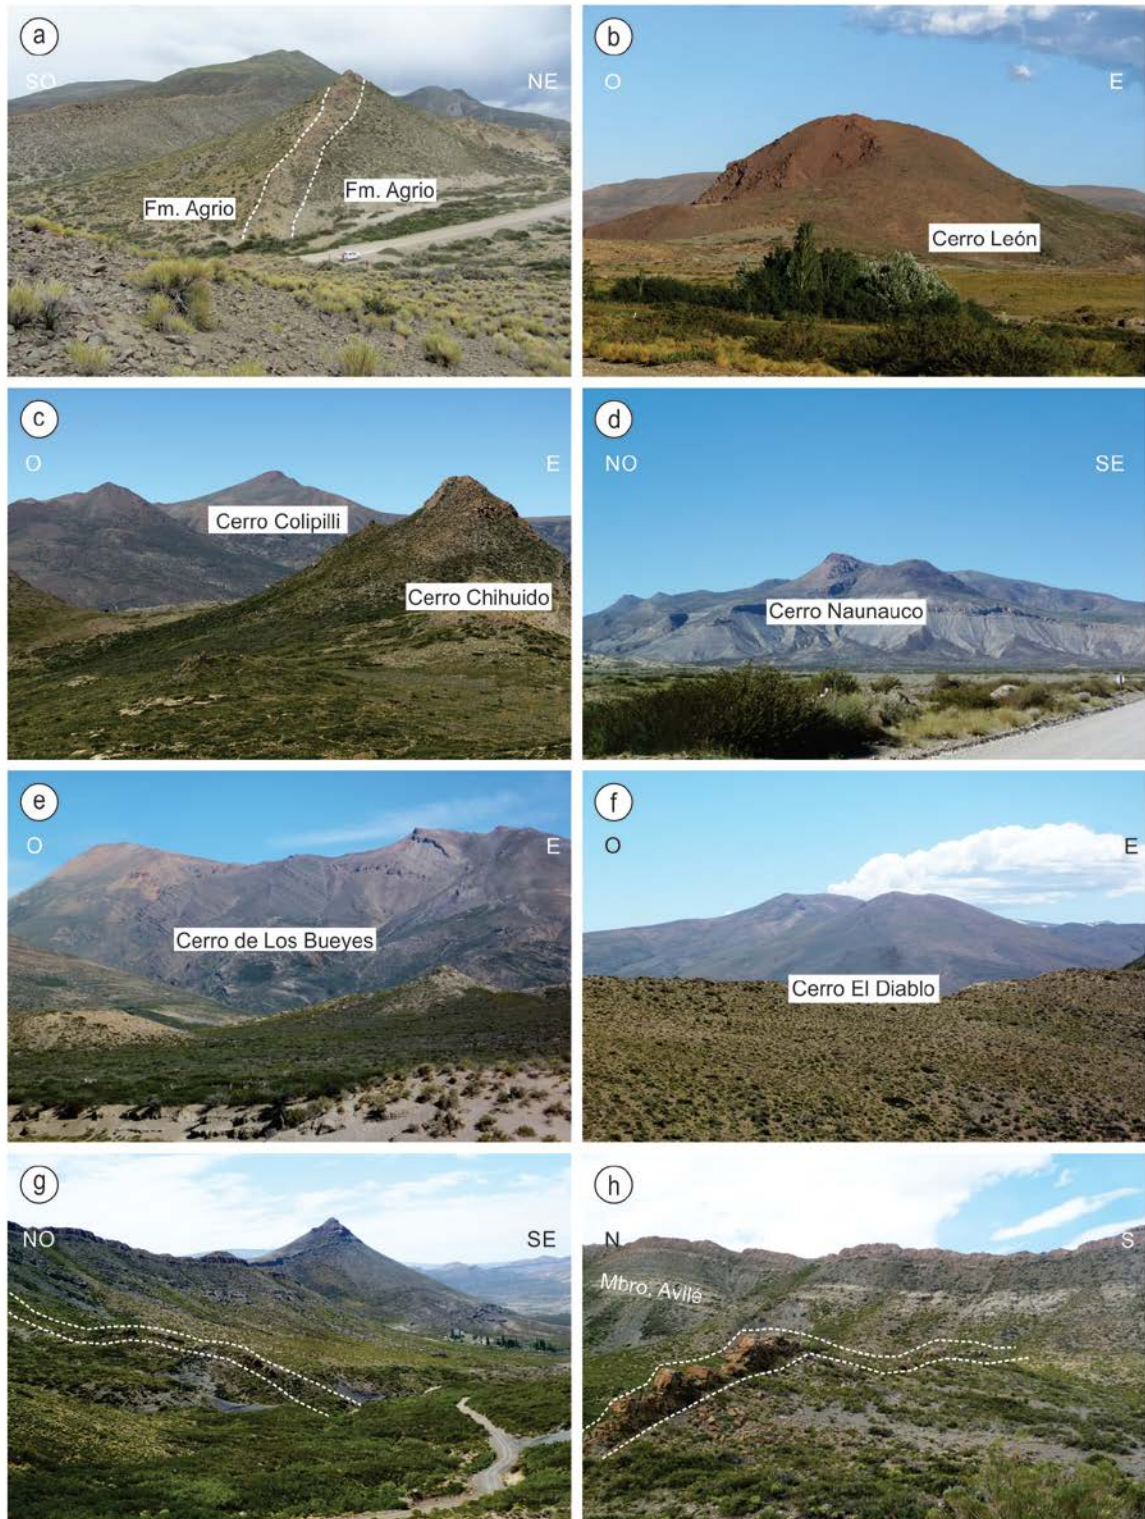 a
SO
NE
Fm. Agrio
Fm. Agrio
b
O
E
Cerro León
c
O
E
Cerro Colipilli
Cerro Chihuido
d
NO
SE
Cerro Naunauco
e
O
E
Cerro de Los Bueyes
f
O
E
Cerro El Diablo
g
NO
SE
h
N
S
Mbro. Avilé